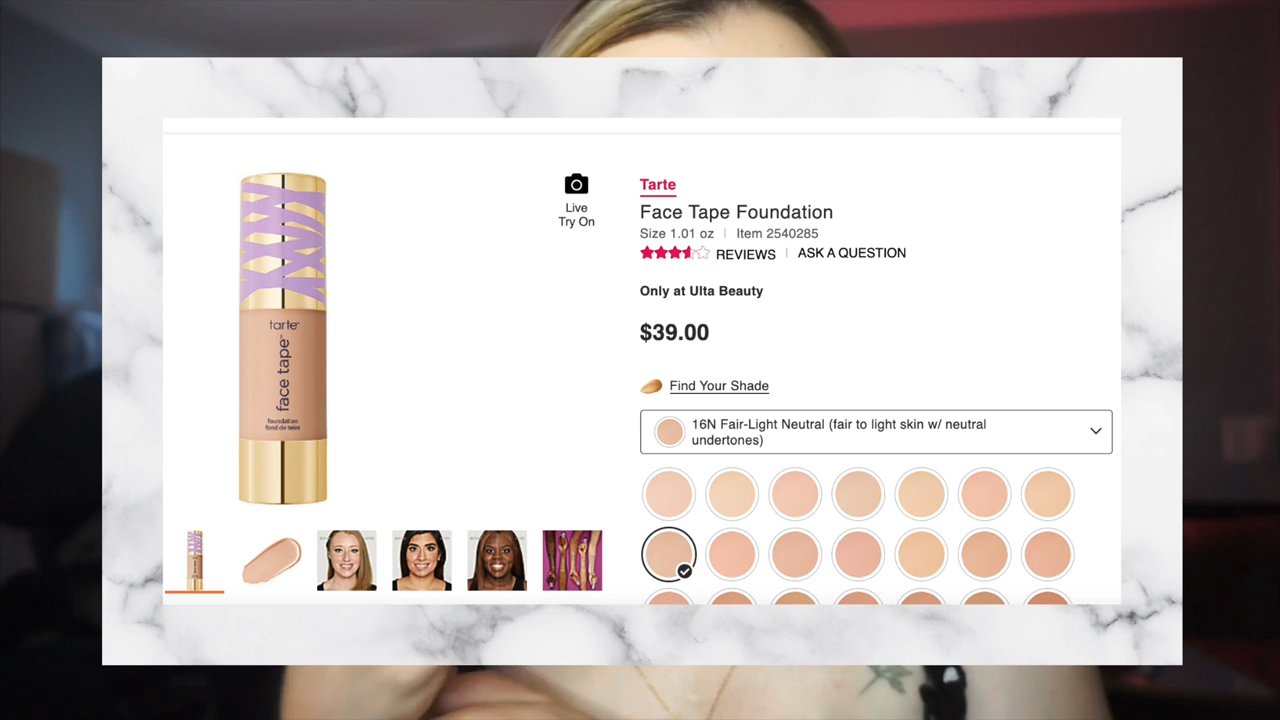 Live
Try On
Tarte
Face Tape Foundation
Size 1.01 oz | Item 2540285
REVIEWS | ASK A QUESTION
Only at Ulta Beauty
$39.00
Find Your Shade
16N Fair-Light Neutral (fair to light skin w/ neutral
undertones)
tarte™
face tape™
foundation
fond de teint